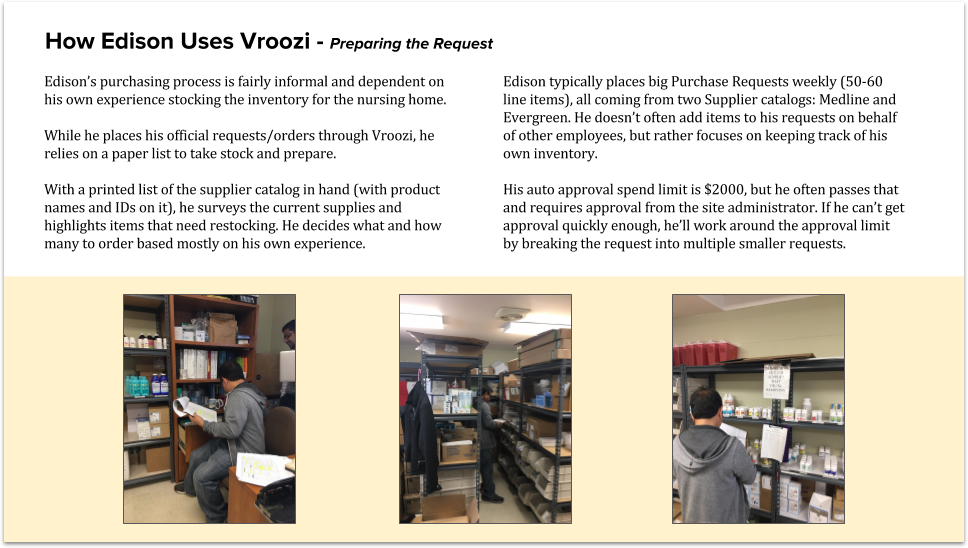 How Edison Uses Vroozi - Preparing the Request
Edison's purchasing process is fairly informal and dependent on
his own experience stocking the inventory for the nursing home.
While he places his official requests/orders through Vroozi, he
relies on a paper list to take stock and prepare.
With a printed list of the supplier catalog in hand (with product
names and IDs on it), he surveys the current supplies and
highlights items that need restocking. He decides what and how
many to order based mostly on his own experience.
Edison typically places big Purchase Requests weekly (50-60
line items), all coming from two Supplier catalogs: Medline and
Evergreen. He doesn't often add items to his requests on behalf
of other employees, but rather focuses on keeping track of his
own inventory.
His auto approval spend limit is $2000, but he often passes that
and requires approval from the site administrator. If he can't get
approval quickly enough, he'll work around the approval limit
by breaking the request into multiple smaller requests.